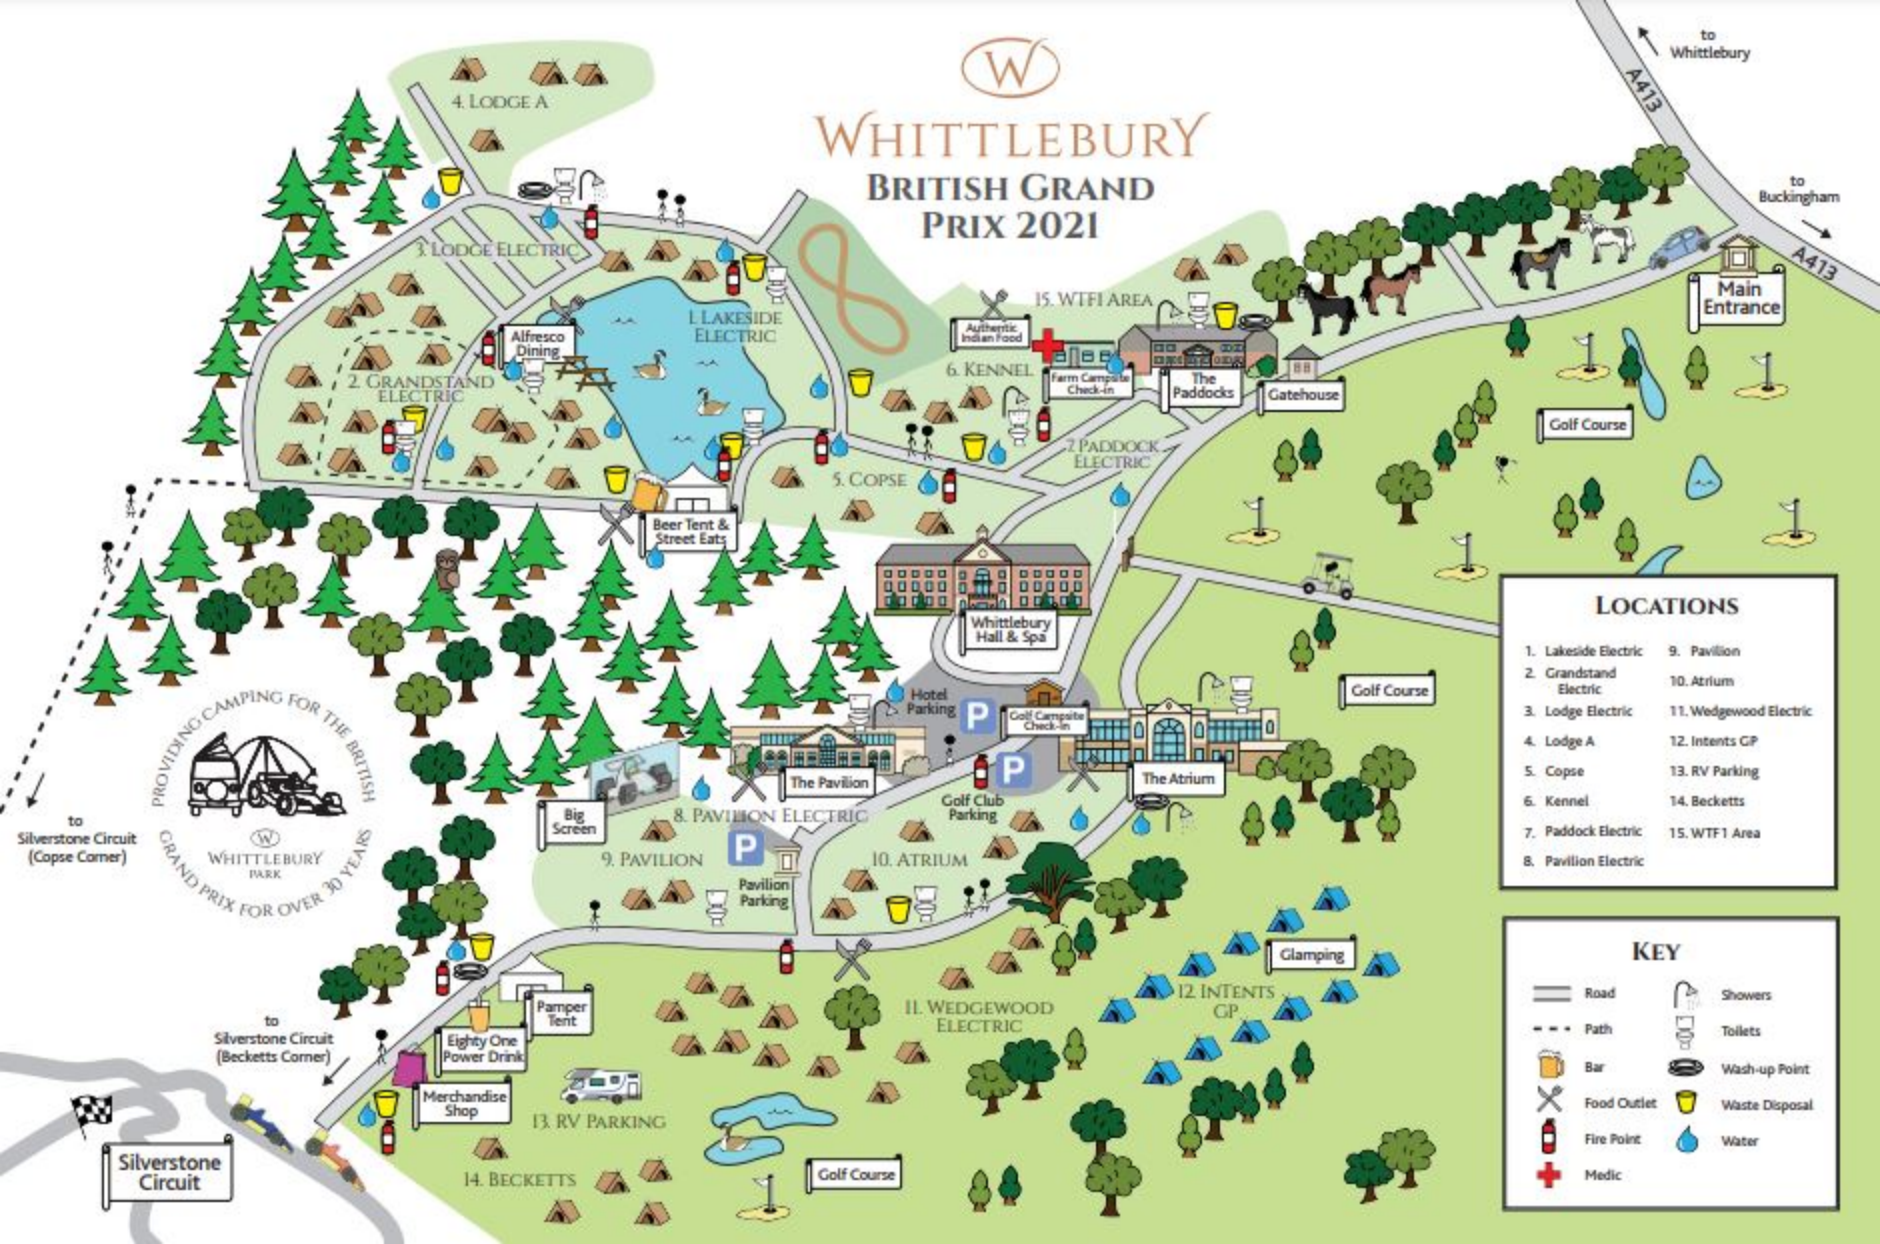 W
WHITTLEBURY
BRITISH GRAND
PRIX 2021
to
Whittlebury
A413
to
Buckingham
A413
Main
Entrance
4. LODGE A
3. LODGE ELECTRIC
Alfresco
Dining
1. LAKESIDE
ELECTRIC
2. GRANDSTAND
ELECTRIC
15. WTF1 AREA
Authentic
Indian Food
6. KENNEL
Farm Campsite
Check-in
The
Paddocks
Gatehouse
Golf Course
7. PADDOCK
ELECTRIC
5. COPSE
Beer Tent &
Street Eats
Whittlebury
Hall & Spa
Hotel
Parking
P
Golf Campsite
Check-in
Golf Course
The Pavilion
P
The Atrium
Golf Club
Parking
Big
Screen
8. PAVILION ELECTRIC
9. PAVILION
P
Pavilion
Parking
10. ATRIUM
to
Silverstone Circuit
(Copse Corner)
PROVIDING CAMPING FOR THE BRITISH
GRAND PRIX FOR OVER 30 YEARS
W
WHITTLEBURY
PARK
Glamping
12. INTENTS
GP
11. WEDGEWOOD
ELECTRIC
Pamper
Tent
Eighty One
Power Drink
to
Silverstone Circuit
(Becketts Corner)
Merchandise
Shop
13. RV PARKING
14. BECKETTS
Golf Course
Silverstone
Circuit
LOCATIONS
1. Lakeside Electric
2. Grandstand
Electric
3. Lodge Electric
4. Lodge A
5. Copse
6. Kennel
7. Paddock Electric
8. Pavilion Electric
9. Pavilion
10. Atrium
11. Wedgewood Electric
12. Intents GP
13. RV Parking
14. Becketts
15. WTF1 Area
KEY
Road
Path
Bar
Food Outlet
Fire Point
Medic
Showers
Toilets
Wash-up Point
Waste Disposal
Water